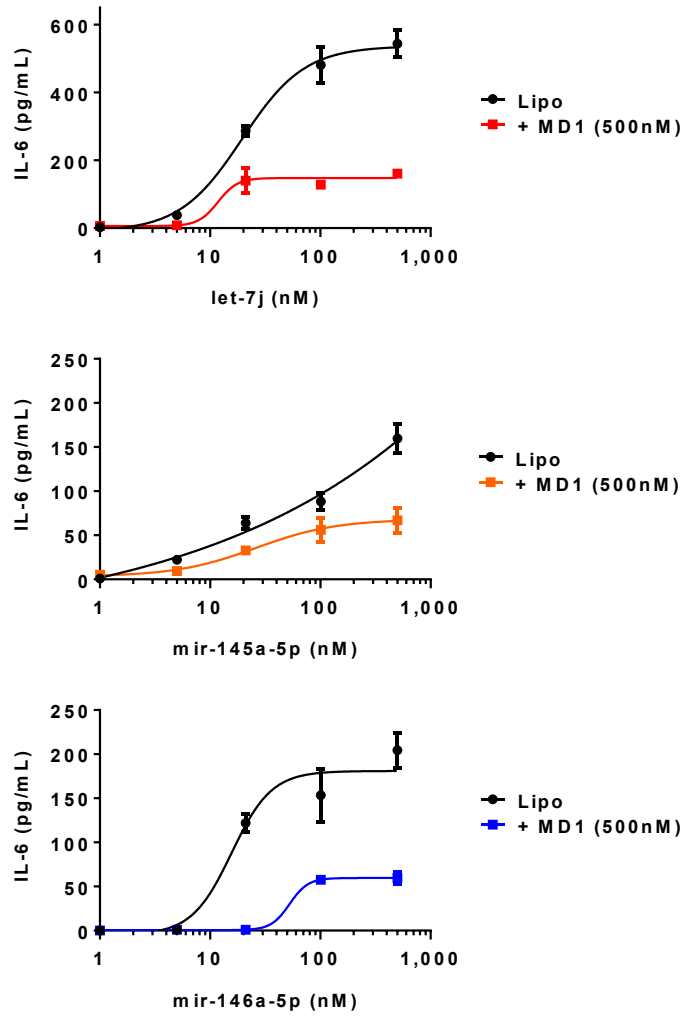 600
400
200
0
IL-6 (pg/mL)
1
10
100
1,000
let-7j (nM)
Lipo
+ MD1 (500nM)
250
200
150
100
50
0
IL-6 (pg/mL)
1
10
100
1,000
mir-145a-5p (nM)
Lipo
+ MD1 (500nM)
250
200
150
100
50
0
IL-6 (pg/mL)
1
10
100
1,000
mir-146a-5p (nM)
Lipo
+ MD1 (500nM)